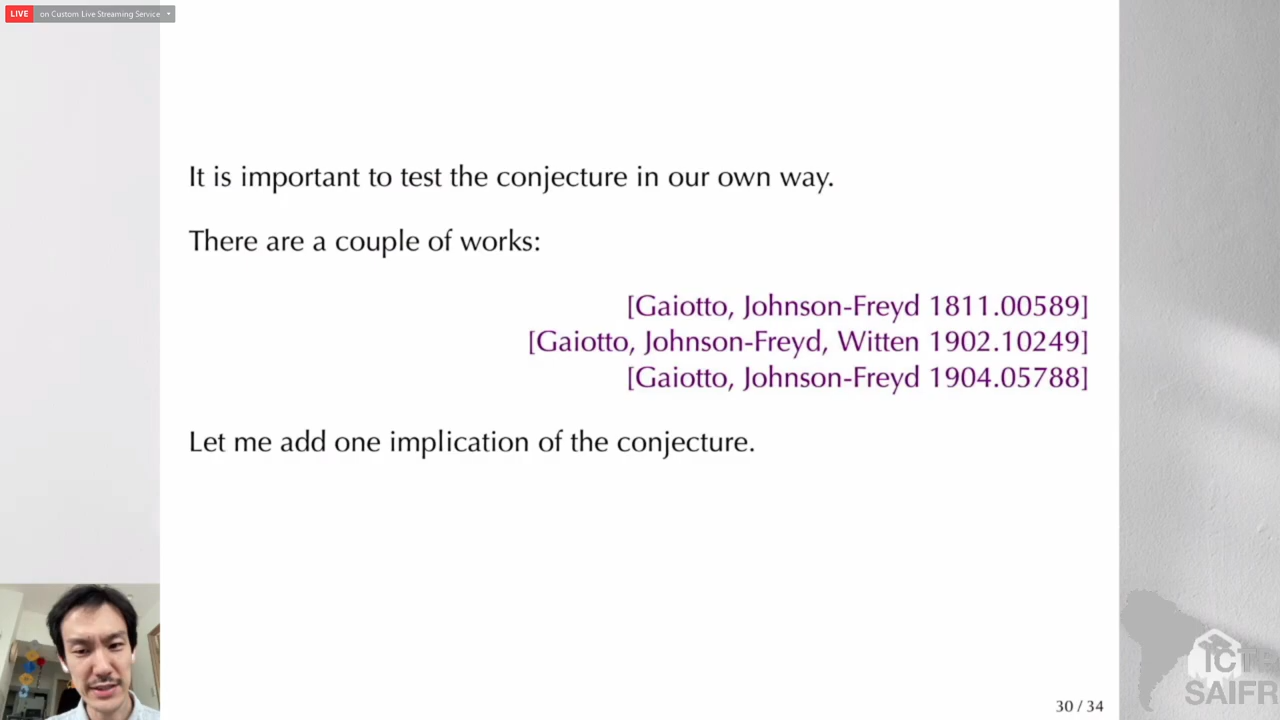 LIVE on Custom Live Streaming Service
It is important to test the conjecture in our own way.
There are a couple of works:
[Gaiotto, Johnson-Freyd 1811.00589]
[Gaiotto, Johnson-Freyd, Witten 1902.10249]
[Gaiotto, Johnson-Freyd 1904.05788]
Let me add one implication of the conjecture.
ICTP
SAIFR
30 / 34